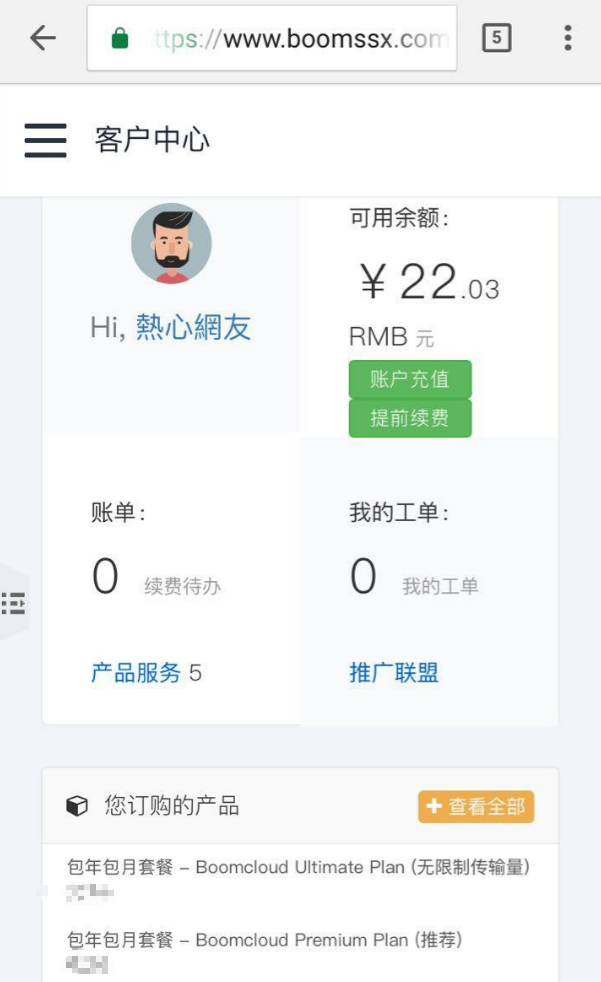 ttps://www.boomssx.com
5
客户中心
Hi, 熱心網友
可用余额：
￥22.03
RMB 元
账户充值
提前续费
账单：
0 续费待办
产品服务 5
我的工单：
0 我的工单
推广联盟
您订购的产品
查看全部
包年包月套餐 – Boomcloud Ultimate Plan (无限制传输量)
包年包月套餐 – Boomcloud Premium Plan (推荐)